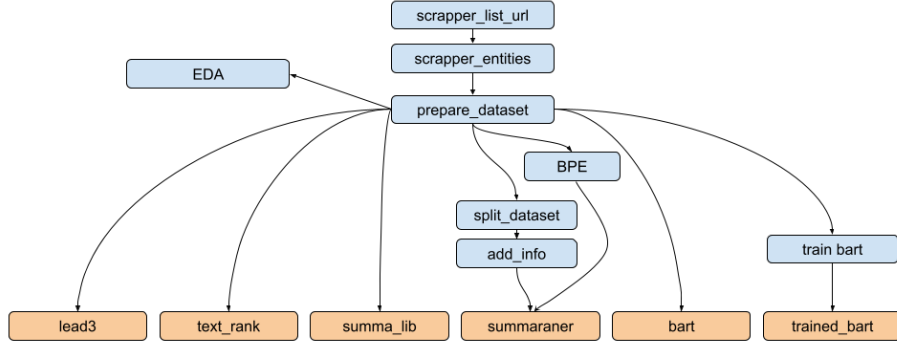 scrapper_list_url
scrapper_entities
EDA
prepare_dataset
BPE
split_dataset
add_info
train bart
lead3
text_rank
summa_lib
summaraner
bart
trained_bart